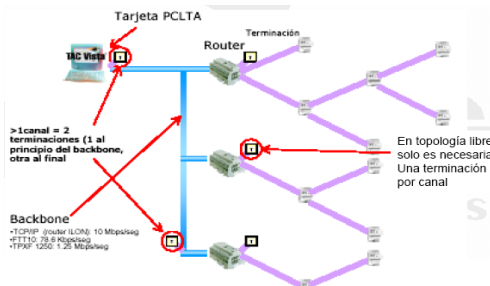 Tarjeta PCLTA
Terminación
Router
TAC Vista
T
T
>1canal = 2
terminaciones (1 al
principio del backbone,
otra al final
T
En topología libre
solo es necesaria
Una terminación
por canal
Backbone
•TCP/IP (router ILON): 10 Mbps/seg
•FTT10: 78.6 Kbps/seg
•TPXF 1250: 1.25 Mbps/seg
T
T
S